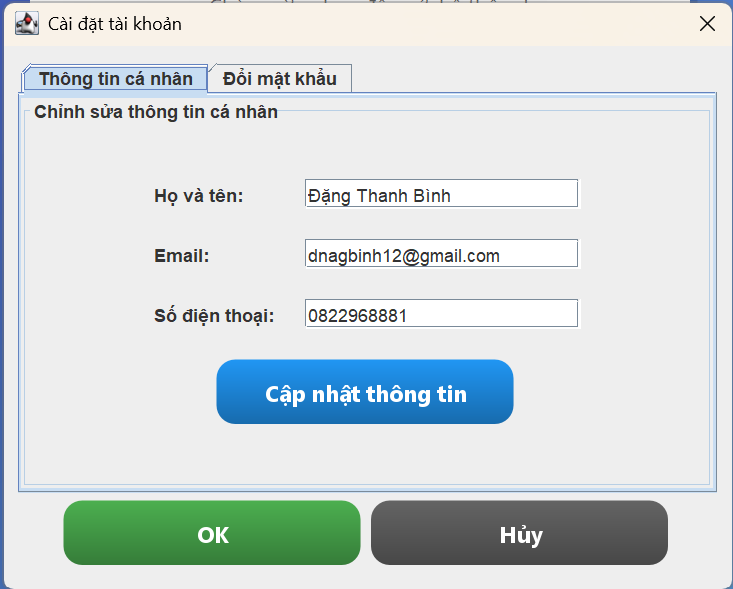 Cài đặt tài khoản
Thông tin cá nhân
Đổi mật khẩu
Chỉnh sửa thông tin cá nhân
Họ và tên:
Đặng Thanh Bình
Email:
dnagbinh12@gmail.com
Số điện thoại:
0822968881
Cập nhật thông tin
OK
Hủy